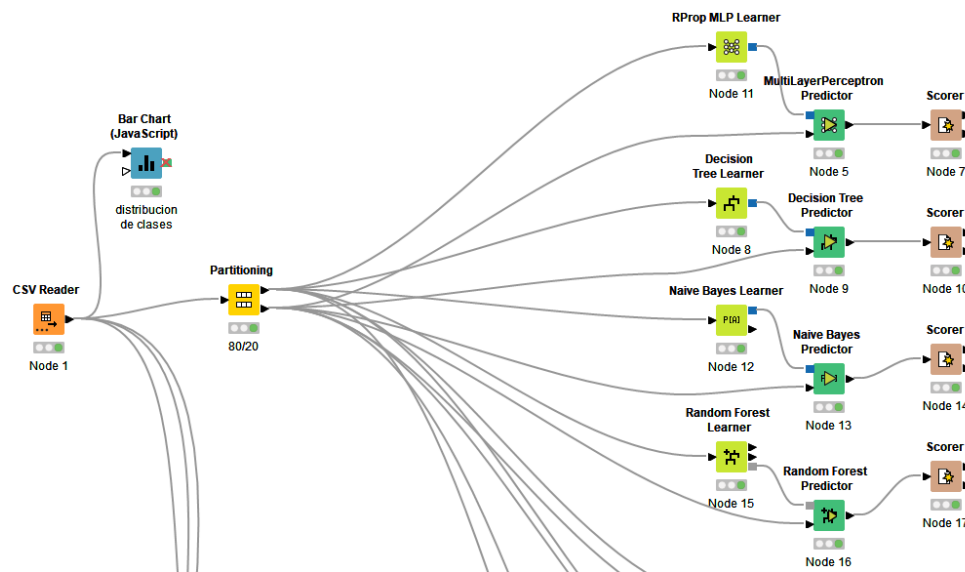 RProp MLP Learner
Node 11
MultiLayerPerceptron
Predictor
Node 5
Scorer
Node 7
Bar Chart
(JavaScript)
distribucion
de clases
Decision
Tree Learner
Node 8
Decision Tree
Predictor
Node 9
Scorer
Node 10
CSV Reader
Node 1
Partitioning
80/20
Naive Bayes Learner
P[A]
Node 12
Naive Bayes
Predictor
Node 13
Scorer
Node 14
Random Forest
Learner
Node 15
Random Forest
Predictor
Node 16
Scorer
Node 17